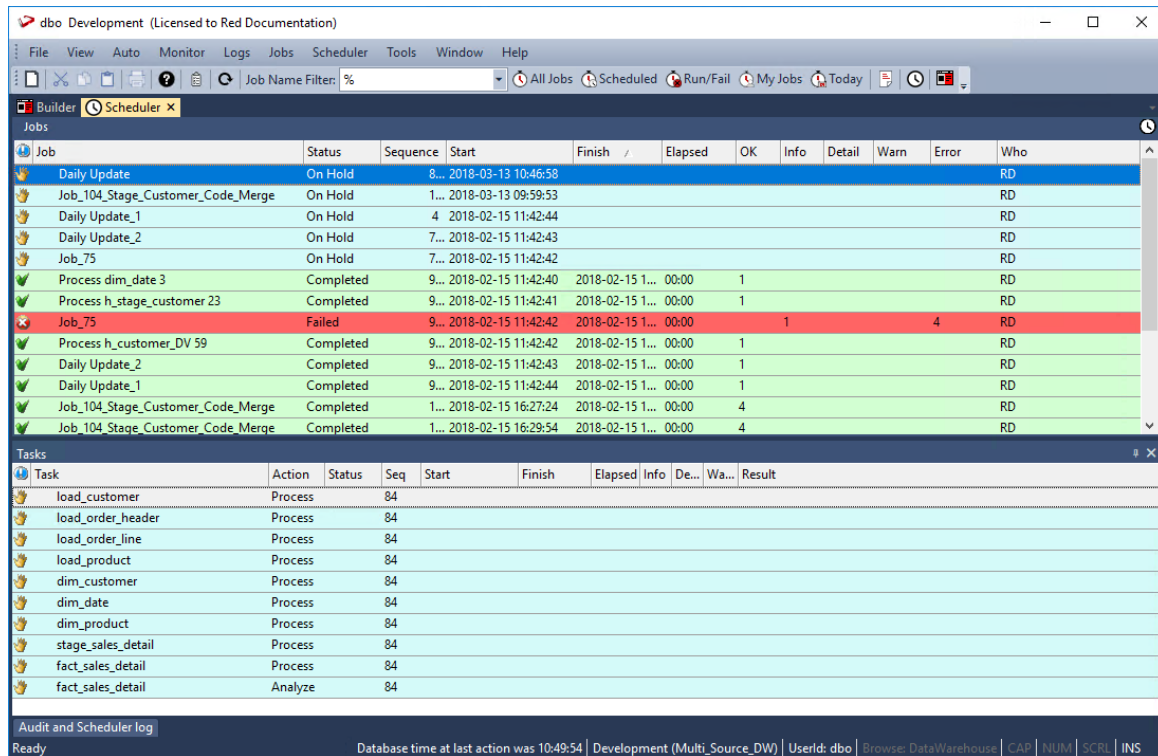 dbo Development (Licensed to Red Documentation)
File View Auto Monitor Logs Jobs Scheduler Tools Window Help
Job Name Filter: % All Jobs Scheduled Run/Fail My Jobs Today
Builder Scheduler
Jobs
Job Status Sequence Start Finish Elapsed OK Info Detail Warn Error Who
Daily Update On Hold 8... 2018-03-13 10:46:58 RD
Job_104_Stage_Customer_Code_Merge On Hold 1... 2018-03-13 09:59:53 RD
Daily Update_1 On Hold 4 2018-02-15 11:42:44 RD
Daily Update_2 On Hold 7... 2018-02-15 11:42:43 RD
Job_75 On Hold 7... 2018-02-15 11:42:42 RD
Process dim_date 3 Completed 9... 2018-02-15 11:42:40 2018-02-15 1... 00:00 1 RD
Process h_stage_customer 23 Completed 9... 2018-02-15 11:42:41 2018-02-15 1... 00:00 1 RD
Job_75 Failed 9... 2018-02-15 11:42:42 2018-02-15 1... 00:00 1 4 RD
Process h_customer_DV 59 Completed 9... 2018-02-15 11:42:42 2018-02-15 1... 00:00 1 RD
Daily Update_2 Completed 9... 2018-02-15 11:42:43 2018-02-15 1... 00:00 1 RD
Daily Update_1 Completed 9... 2018-02-15 11:42:44 2018-02-15 1... 00:00 1 RD
Job_104_Stage_Customer_Code_Merge Completed 1... 2018-02-15 16:27:24 2018-02-15 1... 00:00 4 RD
Job_104_Stage_Customer_Code_Merge Completed 1... 2018-02-15 16:29:54 2018-02-15 1... 00:00 4 RD
Tasks
Task Action Status Seq Start Finish Elapsed Info De... Wa... Result
load_customer Process 84
load_order_header Process 84
load_order_line Process 84
load_product Process 84
dim_customer Process 84
dim_date Process 84
dim_product Process 84
stage_sales_detail Process 84
fact_sales_detail Process 84
fact_sales_detail Analyze 84
Audit and Scheduler log
Ready Database time at last action was 10:49:54 Development (Multi_Source_DW) UserId: dbo Browse: DataWarehouse CAP NUM SCRL INS